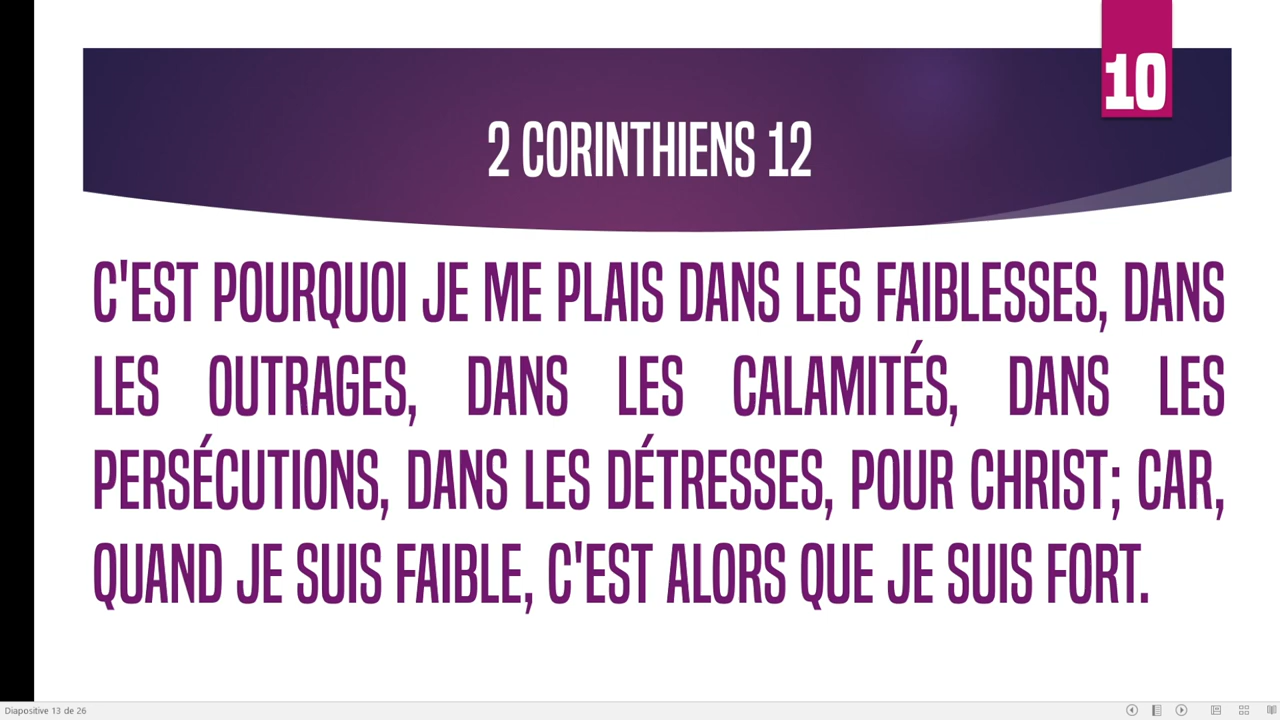 10
2 CORINTHIENS 12
C'EST POURQUOI JE ME PLAIS DANS LES FAIBLESSES, DANS
LES OUTRAGES, DANS LES CALAMITÉS, DANS LES
PERSÉCUTIONS, DANS LES DÉTRESSES, POUR CHRIST; CAR,
QUAND JE SUIS FAIBLE, C'EST ALORS QUE JE SUIS FORT.
Diapositive 13 de 26